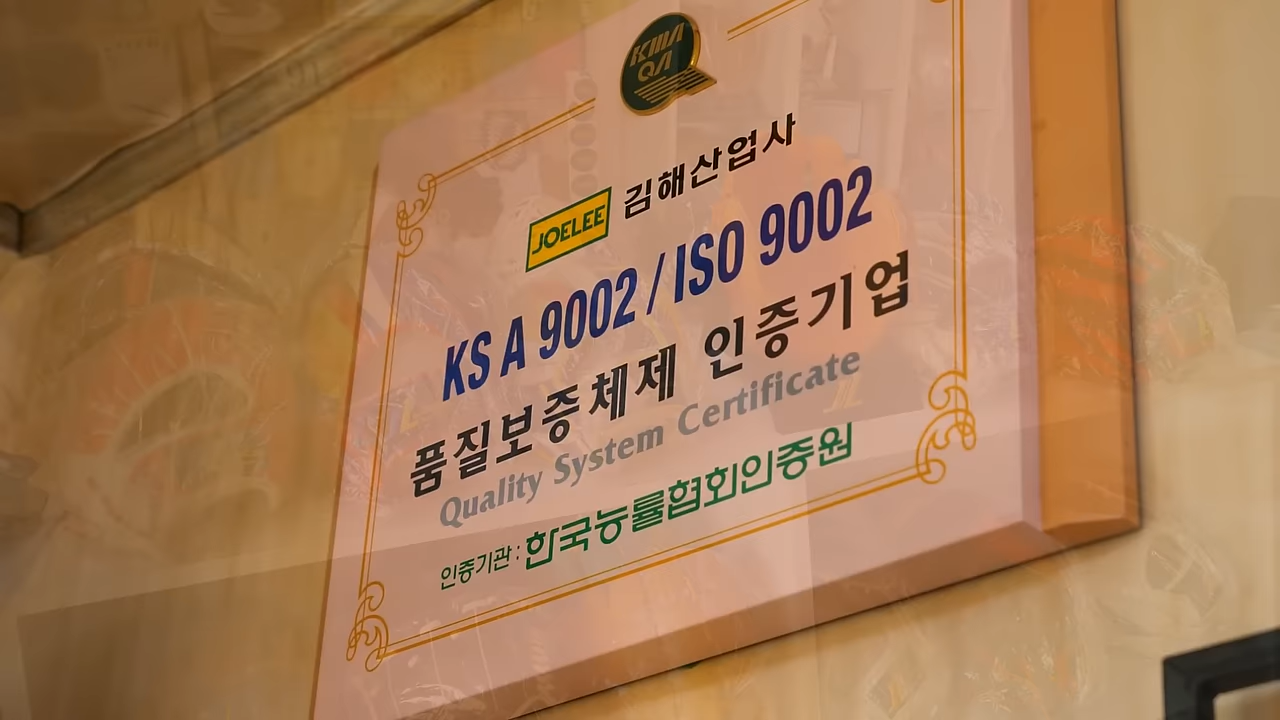 KMA
QA
JOELEE 김해산업사
KS A 9002 / ISO 9002
품질보증체제 인증기업
Quality System Certificate
인증기관 : 한국능률협회인증원